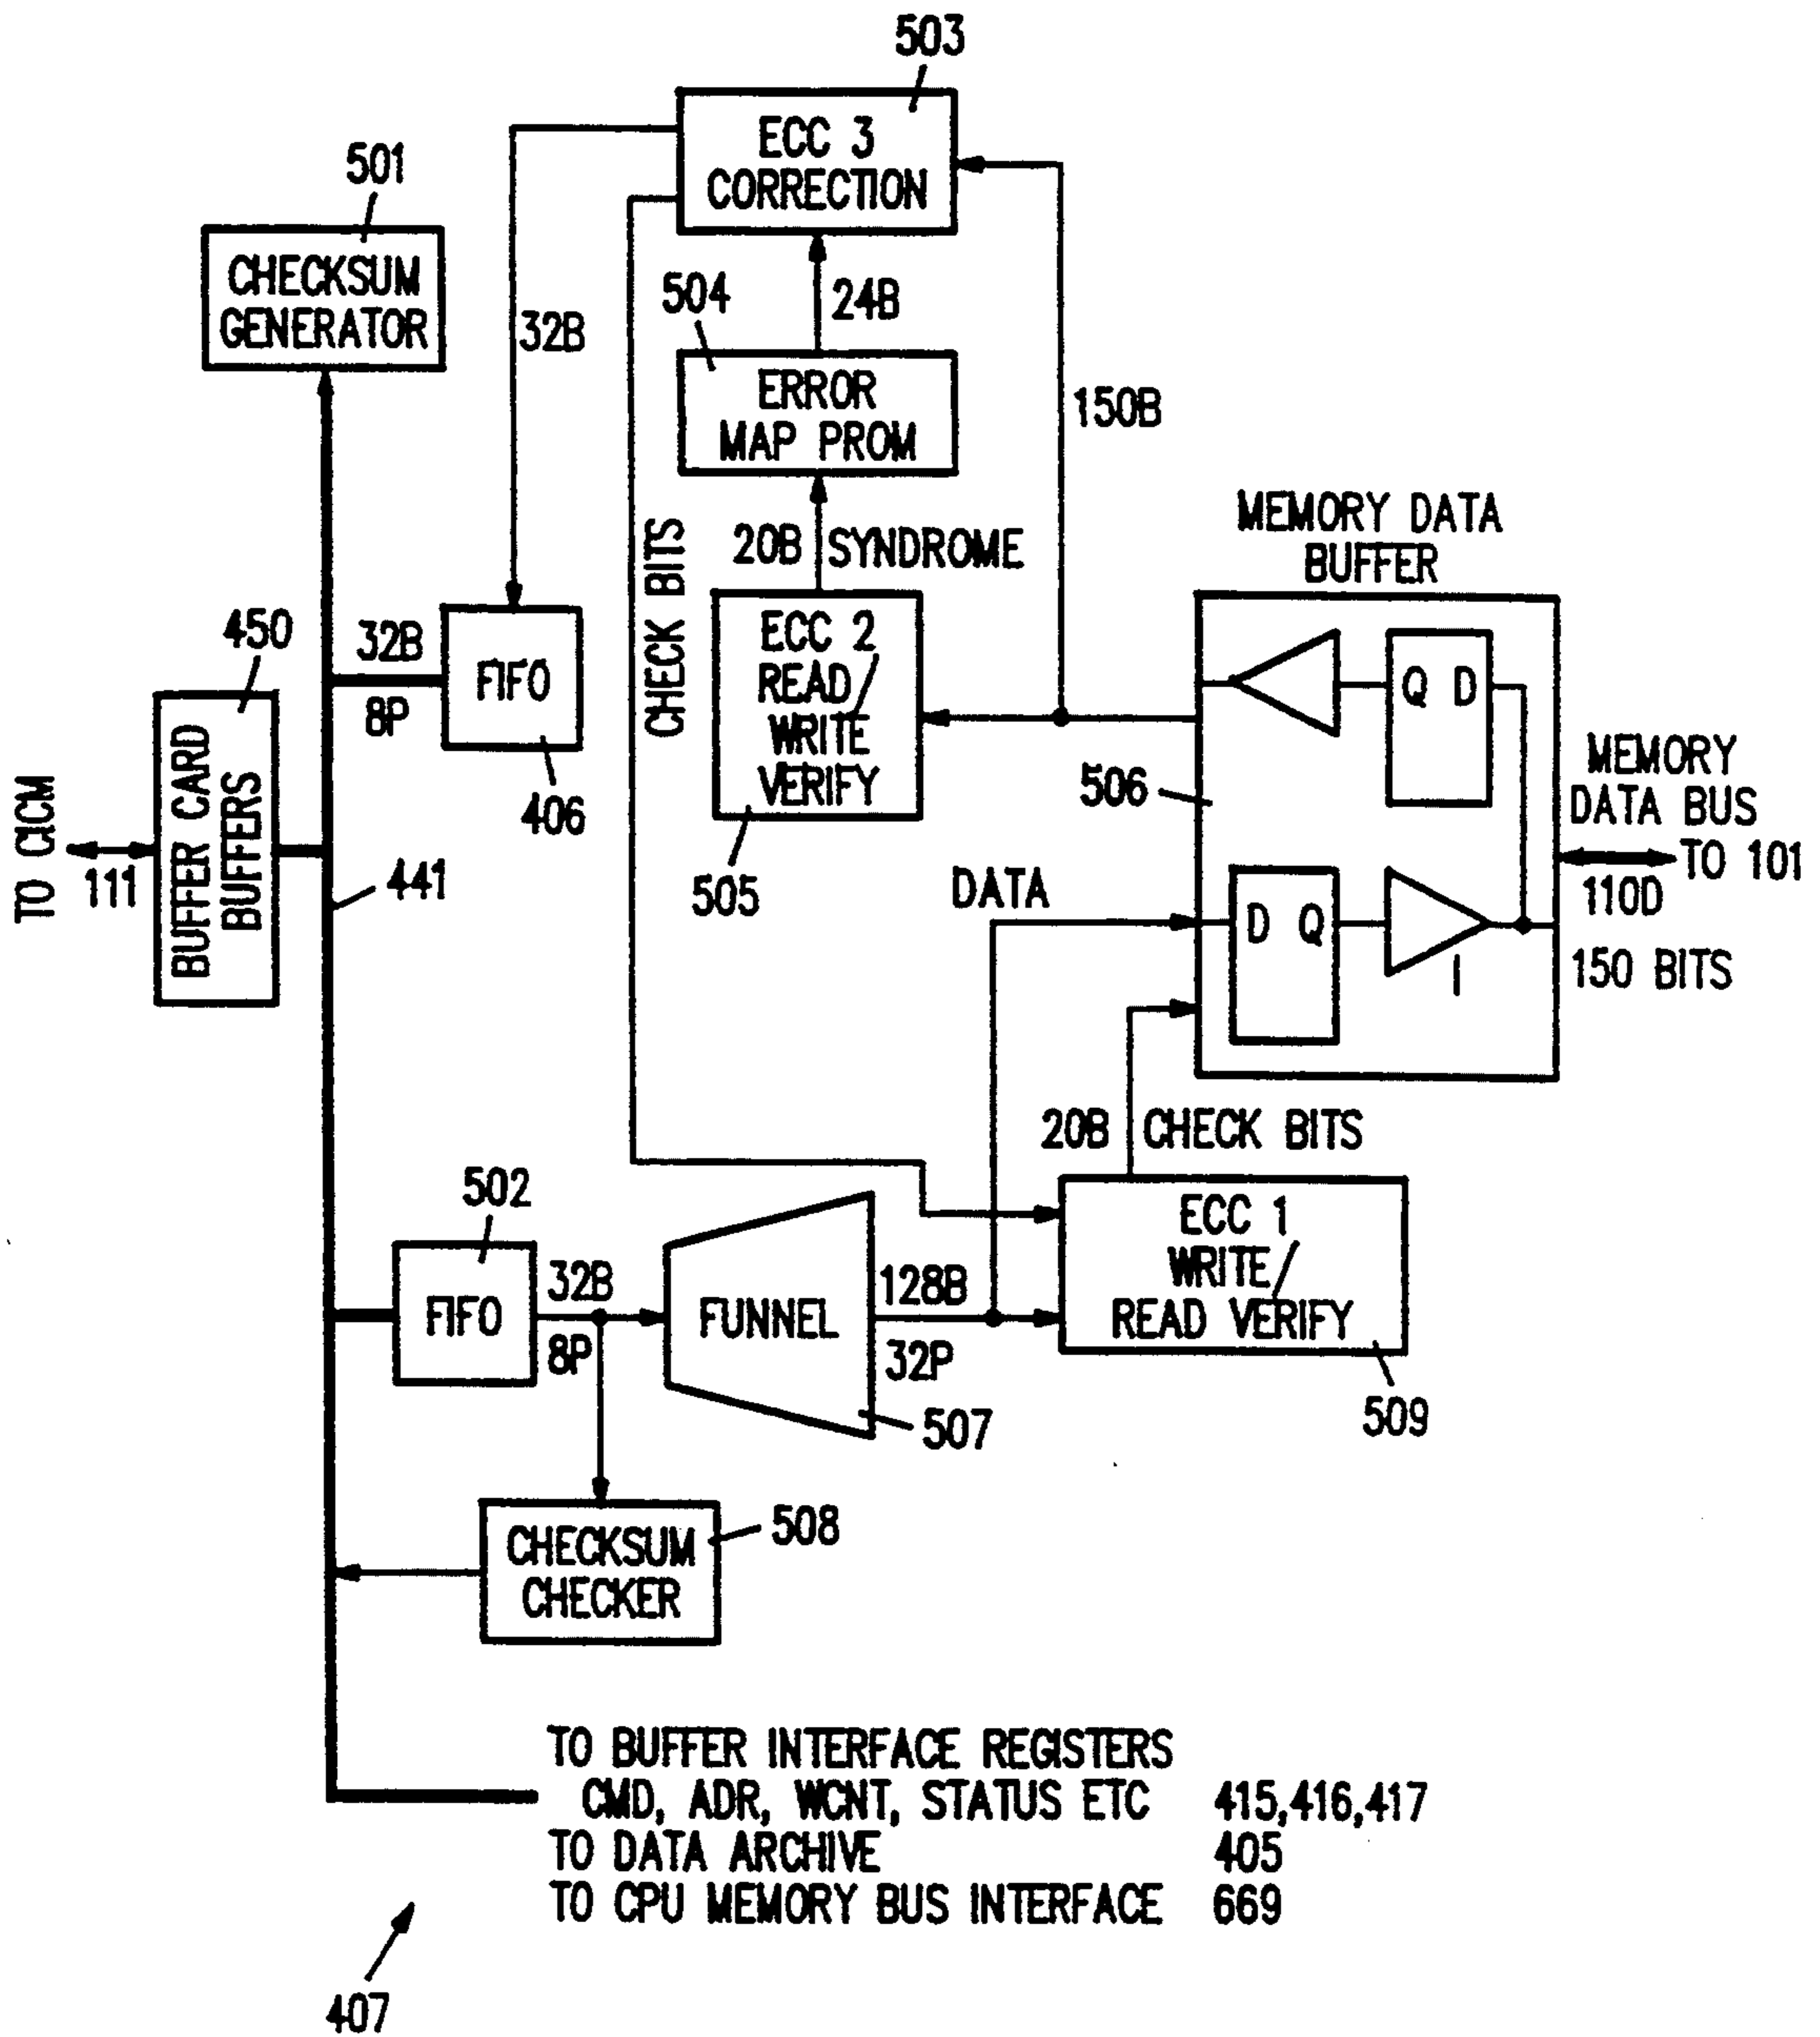 503
ECC 3
CORRECTION
501
CHECKSUM
GENERATOR
504
24B
32B
ERROR
MAP PROM
150B
CHECK BITS
20B SYNDROME
MEMORY DATA
BUFFER
450
32B
8P
FIFO
406
ECC 2
READ/
WRITE
VERIFY
505
Q D
506
MEMORY
DATA BUS
TO 101
110D
150 BITS
TO CICM
111
BUFFER CARD
BUFFERS
441
DATA
D Q
20B CHECK BITS
502
FIFO
32B
8P
FUNNEL
507
128B
32P
ECC 1
WRITE/
READ VERIFY
509
CHECKSUM
CHECKER
508
TO BUFFER INTERFACE REGISTERS
CMD, ADR, WCNT, STATUS ETC 415,416,417
TO DATA ARCHIVE 405
TO CPU MEMORY BUS INTERFACE 669
407